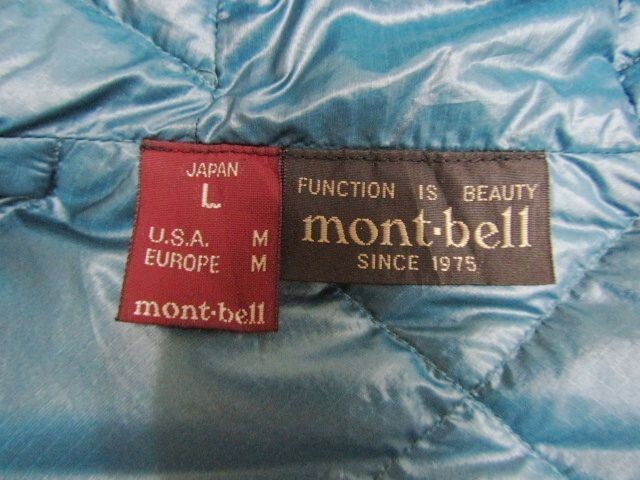 JAPAN
L
U.S.A. M
EUROPE M
mont·bell
FUNCTION IS BEAUTY
mont·bell
SINCE 1975